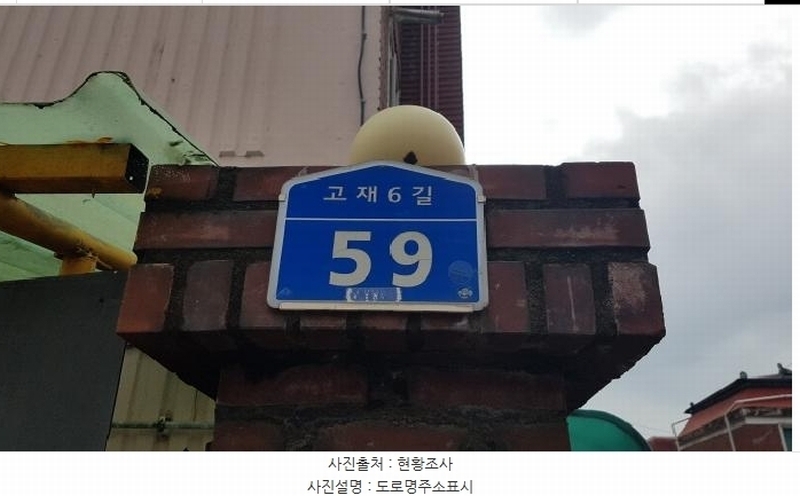 고재6길
59
사진출처 : 현황조사
사진설명 : 도로명주소표시